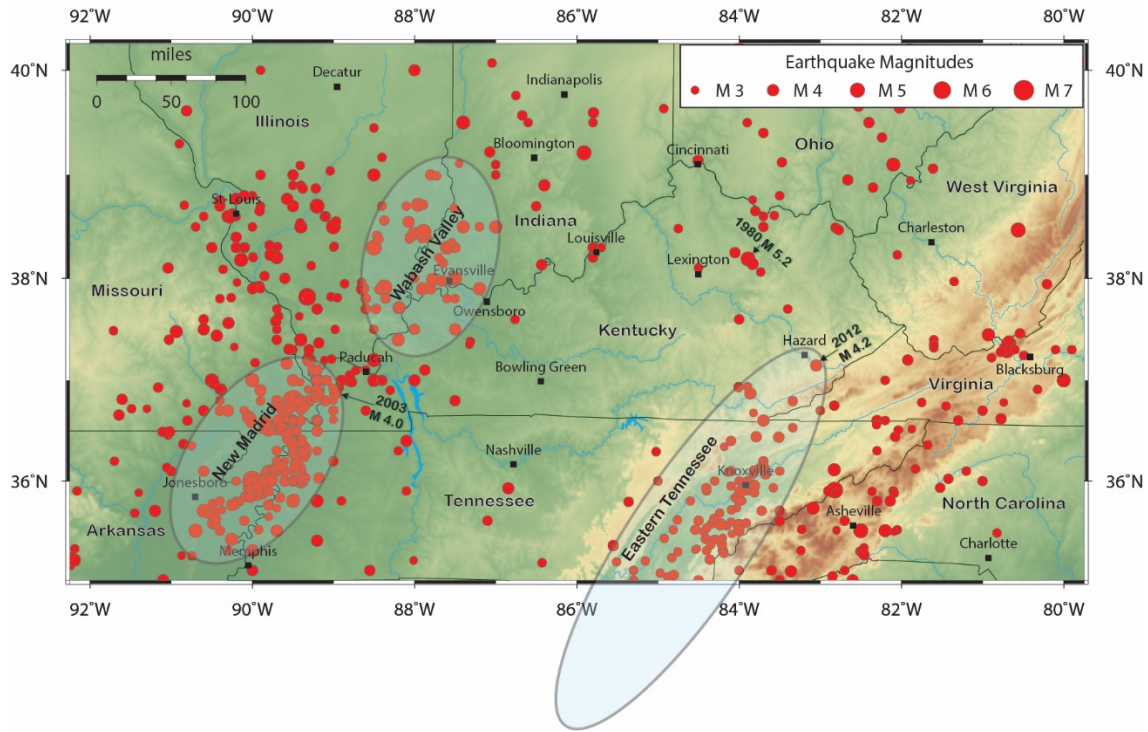 92°W 90°W 88°W 86°W 84°W 82°W 80°W
miles
0 50 100
Earthquake Magnitudes
M 3 M 4 M 5 M 6 M 7
40°N 40°N
Decatur
Indianapolis
Illinois
Bloomington
Cincinnati
Ohio
West Virginia
St-Louis
Wabash Valley
Indiana
Louisville
1980 M 5.2
Charleston
38°N 38°N
Evansville
Lexington
Missouri
Owensboro
Kentucky
Hazard
2012
M 4.2
Paducah
Bowling Green
Blacksburg
Virginia
2003
M 4.0
New Madrid
Nashville
36°N 36°N
Jonesboro
Knoxville
Eastern Tennessee
Tennessee
North Carolina
Arkansas
Asheville
Memphis
Charlotte
92°W 90°W 88°W 86°W 84°W 82°W 80°W